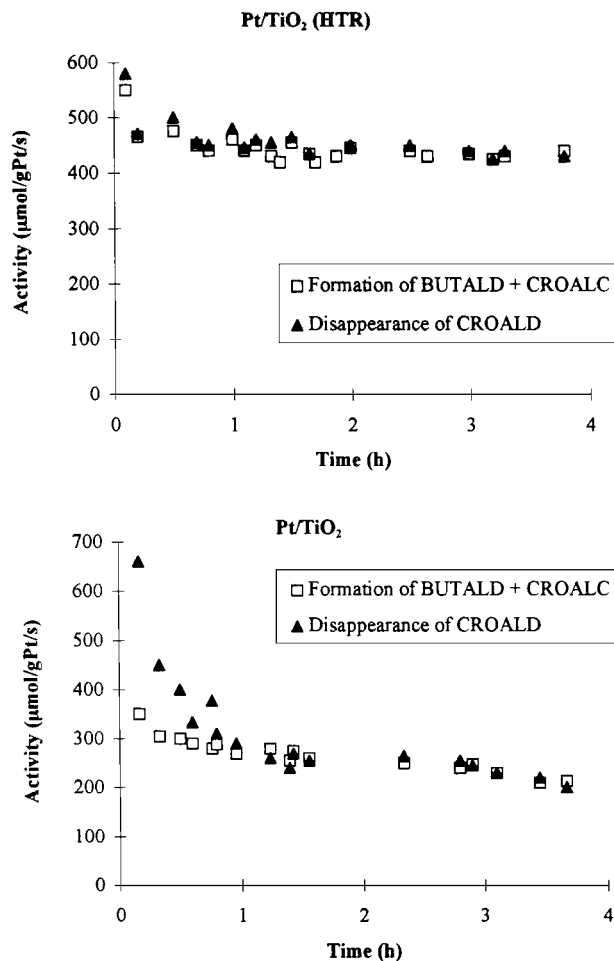 Pt/TiO₂ (HTR)
600
500
400
300
200
100
0
Activity (µmol/gPt/s)
□ Formation of BUTALD + CROALC
▲ Disappearance of CROALD
0 1 2 3 4
Time (h)
Pt/TiO₂
700
600
500
400
300
200
100
0
Activity (µmol/gPt/s)
□ Formation of BUTALD + CROALC
▲ Disappearance of CROALD
0 1 2 3 4
Time (h)